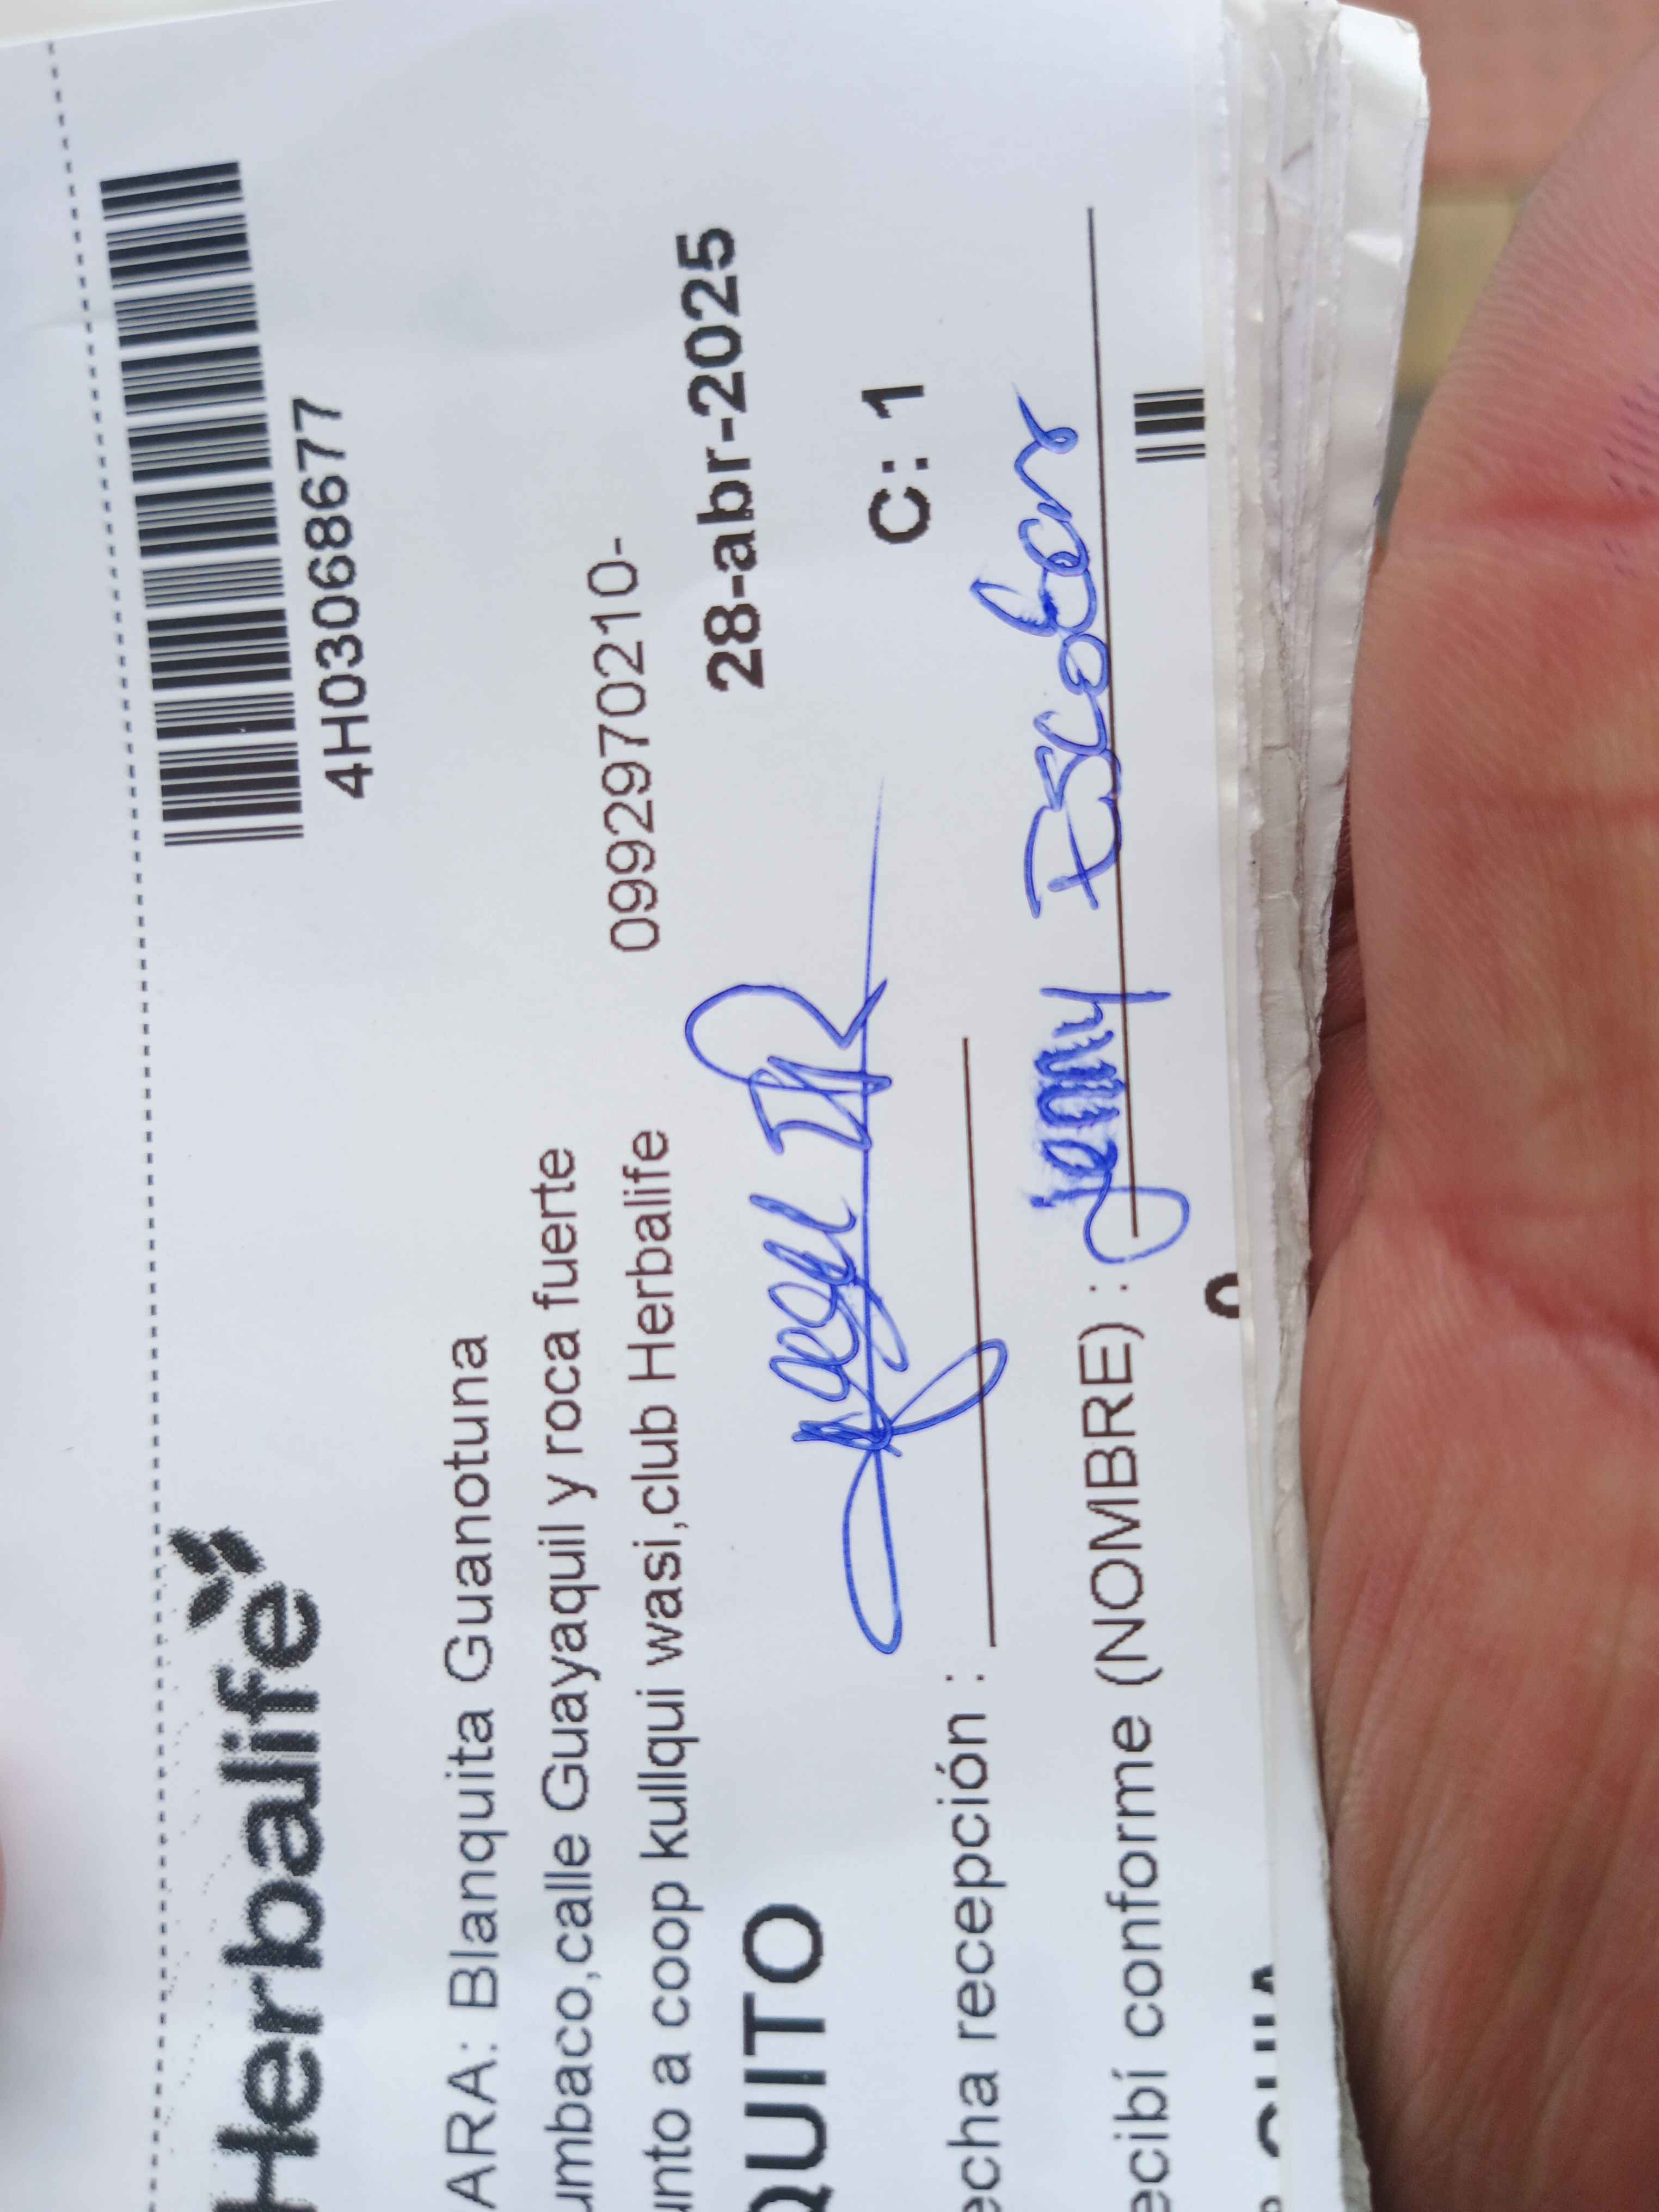 Herbalife
4H03068677
ARA: Blanquita Guanotuna
umbaco,calle Guayaquil y roca fuerte
unto a coop kullqui wasi,club Herbalife 0992970210-
QUITO 28-abr-2025
C: 1
echa recepción :
ecibí conforme (NOMBRE) : Jenny Escobar